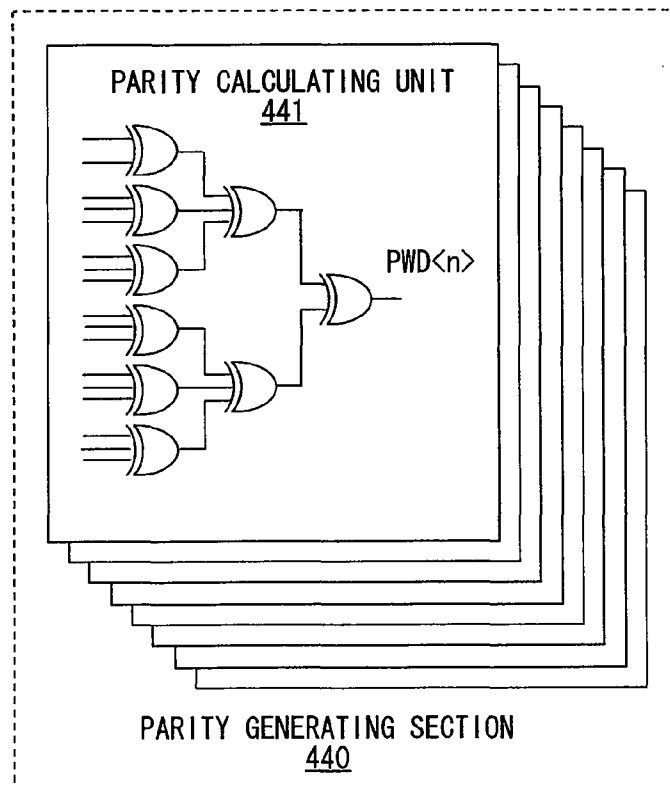 PARITY CALCULATING UNIT
441
PWD<n>
PARITY GENERATING SECTION
440